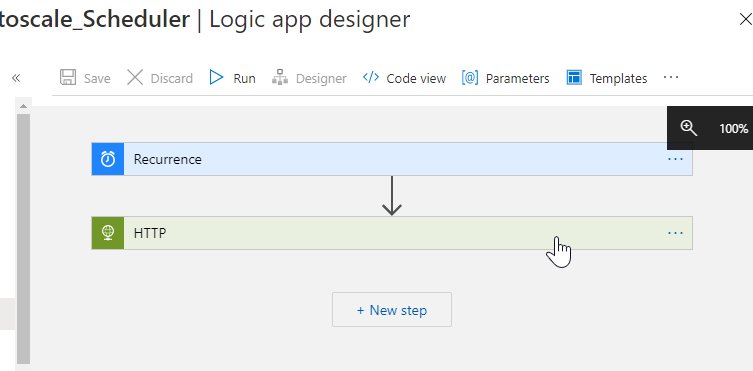 toscale_Scheduler | Logic app designer
Save Discard Run Designer Code view Parameters Templates
100%
Recurrence
HTTP
+ New step